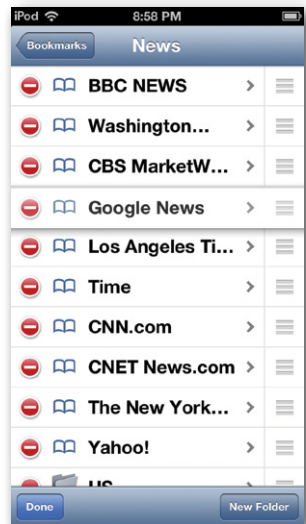 iPod 8:58 PM
Bookmarks News
BBC NEWS
Washington...
CBS MarketW...
Google News
Los Angeles Ti...
Time
CNN.com
CNET News.com
The New York...
Yahoo!
US
Done New Folder